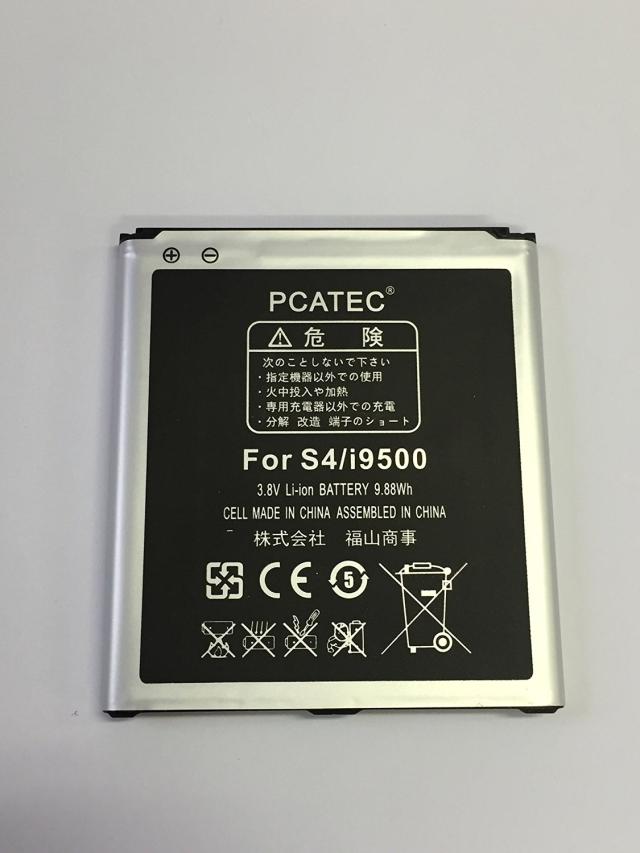 PCATEC®
危 険
次のことしないで下さい
・指定機器以外での使用
・火中投入や加熱
・専用充電器以外での充電
・分解 改造 端子のショート
For S4/i9500
3.8V Li-ion BATTERY 9.88Wh
CELL MADE IN CHINA ASSEMBLED IN CHINA
株式会社 福山商事
CE 5